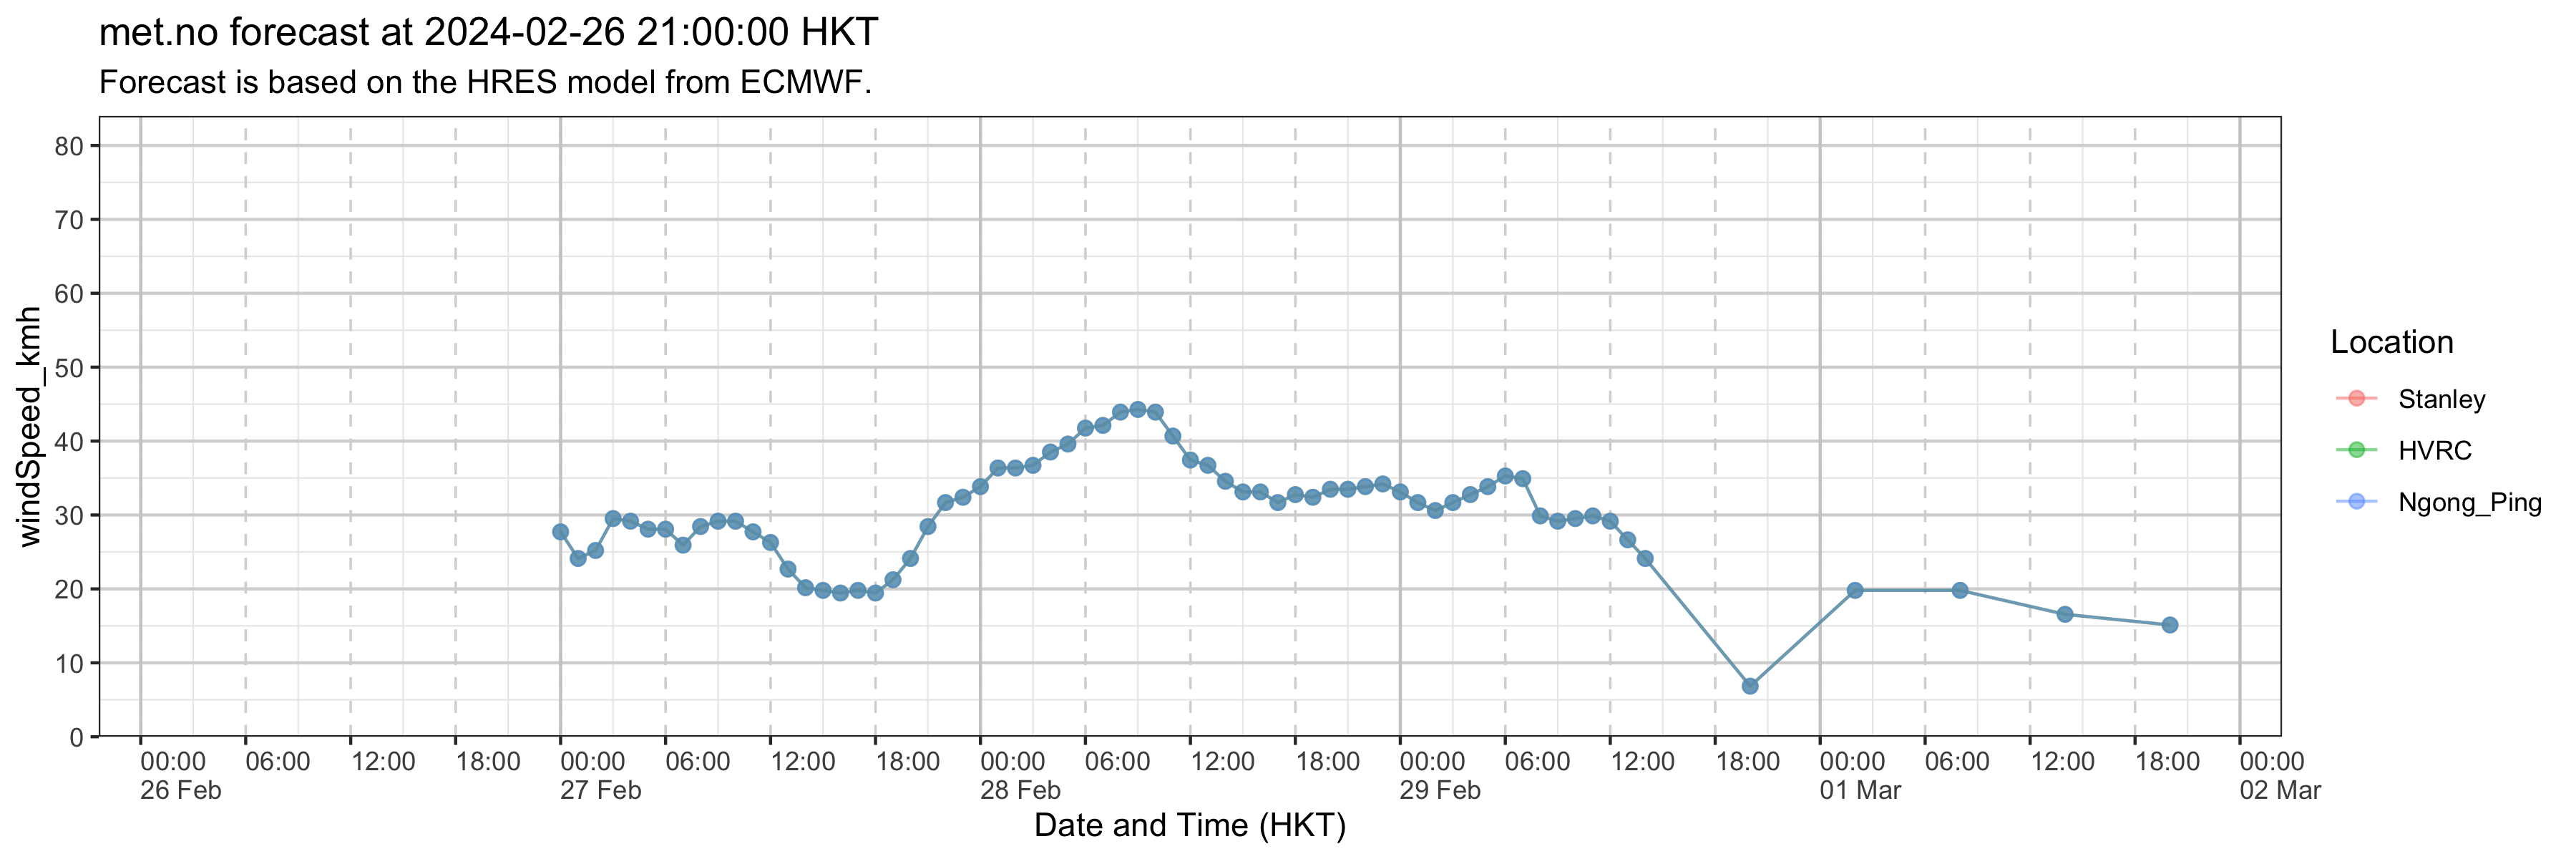 met.no forecast at 2024-02-26 21:00:00 HKT
Forecast is based on the HRES model from ECMWF.
windSpeed_kmh
80
70
60
50
40
30
20
10
0
00:00 06:00 12:00 18:00 00:00 06:00 12:00 18:00 00:00 06:00 12:00 18:00 00:00 06:00 12:00 18:00 00:00 06:00 12:00 18:00 00:00
26 Feb 27 Feb 28 Feb 29 Feb 01 Mar 02 Mar
Date and Time (HKT)
Location
Stanley
HVRC
Ngong_Ping